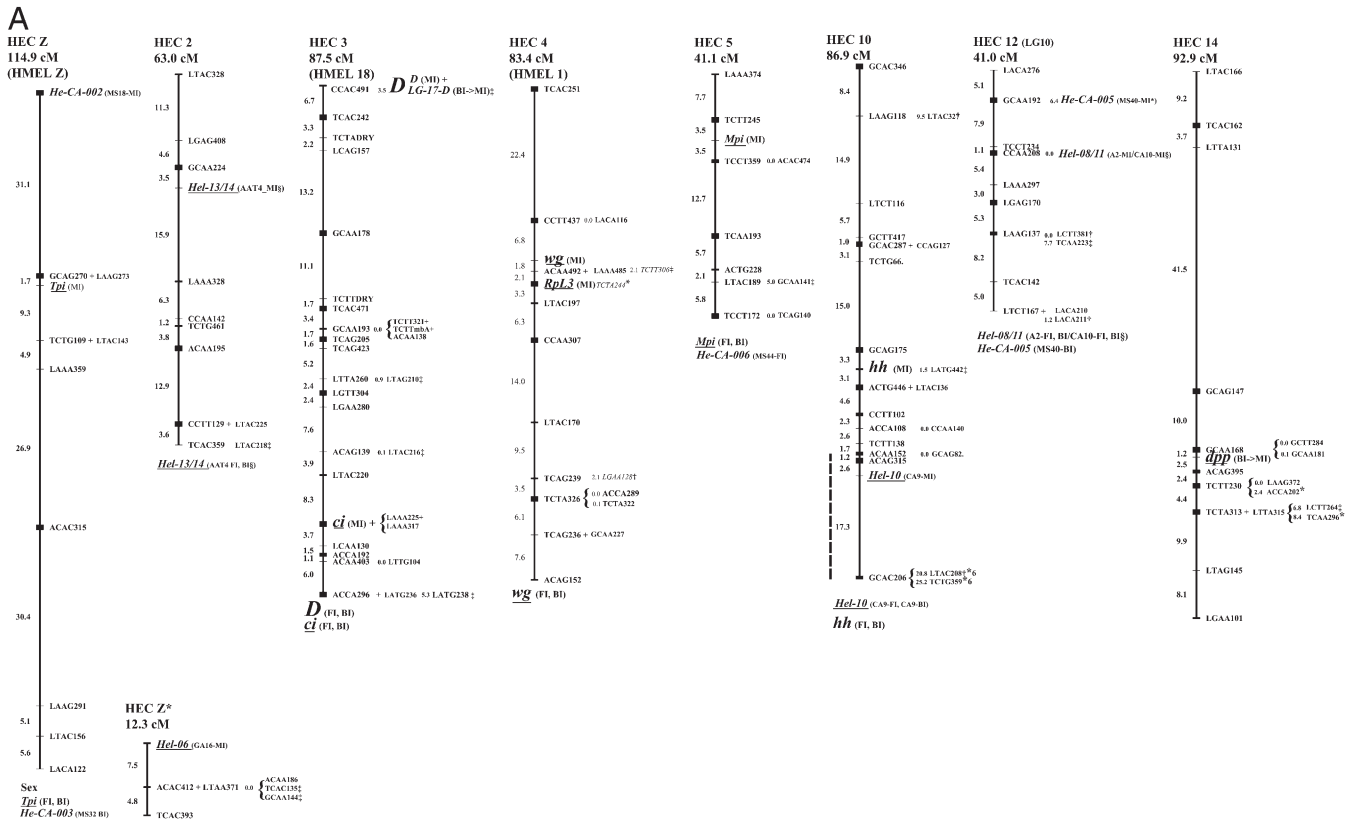 A
HEC Z
114.9 cM
(HMEL Z)
He-CA-002 (MS18-MI)
31.1
GCAG270 + LAAG273
1.7
Tpi (MI)
9.3
TCTG109 + LTAC143
4.9
LAAA359
26.9
ACAC315
30.4
LAAG291
5.1
LTAC156
5.6
LACA122
Sex
Tpi (FI, BI)
He-CA-003 (MS32 BI)
HEC Z*
12.3 cM
Hel-06 (GA16-MI)
7.5
ACAC412 + LTAA371 0.0 { ACAA186
TCAC135‡
GCAA144‡
4.8
TCAC393
HEC 2
63.0 cM
LTAC328
11.3
LGAG408
4.6
GCAA224
3.5
Hel-13/14 (AAT4_MI§)
15.9
LAAA328
6.3
CCAA142
1.2
TCTG461
3.8
ACAA195
12.9
CCTT129 + LTAC225
3.6
TCAC359 LTAC218‡
Hel-13/14 (AAT4 FI, BI§)
HEC 3
87.5 cM
(HMEL 18)
CCAC491 3.5 D D (MI) +
LG-17-D (BI->MI)‡
6.7
TCAC242
3.3
TCTADRY
2.2
LCAG157
13.2
GCAA178
11.1
TCTTDRY
1.7
TCAC471
3.4
GCAA193 0.0 { TCTT321+
TCTTmbA+
ACAA138
1.7
TCAC205
1.6
TCAG423
5.2
LTTA260 0.9 LTAG210‡
2.4
LGTT304
2.4
LGAA280
7.6
ACAG139 0.1 LTAC216‡
3.9
LTAC220
8.3
ci (MI) + { LAAA225+
LAAA317
3.7
LCAA130
1.5
ACCA192
1.1
ACAA403 0.0 LTTG104
6.0
ACCA296 + LATG236 5.3 LATG238 ‡
D (FI, BI)
ci (FI, BI)
HEC 4
83.4 cM
(HMEL 1)
TCAC251
22.4
CCTT437 0.0 LACA116
6.8
wg (MI)
1.8
ACAA492 + LAAA485 2.1 TCTT306‡
2.1
RpL3 (MI) TCTA244*
3.3
LTAC197
6.3
CCAA307
14.0
LTAC170
9.5
TCAG239 2.1 LGAA128†
3.5
TCTA326 { 0.0 ACCA289
0.1 TCTA322
6.1
TCAG236 + GCAA227
7.6
ACAG152
wg (FI, BI)
HEC 5
41.1 cM
LAAA374
7.7
TCTT245
3.5
Mpi (MI)
3.5
TCCT359 0.0 ACAC474
12.7
TCAA193
5.7
ACTG228
2.1
LTAC189 5.0 GCAA141‡
5.8
TCCT172 0.0 TCAG140
Mpi (FI, BI)
He-CA-006 (MS44-FI)
HEC 10
86.9 cM
GCAC346
8.4
LAAG118 9.5 LTAC327†
14.9
LTCT116
5.7
GCTT417
1.0
GCAC287 + CCAG127
3.1
TCTG66.
15.0
GCAG175
3.3
hh (MI) 1.5 LATG442‡
3.1
ACTG446 + LTAC136
4.6
CCTT102
2.3
ACCA108 0.0 CCAA140
2.6
TCTT138
1.7
ACAA152 0.0 GCAG82.
1.2
ACAG315
2.6
Hel-10 (CA9-MI)
17.3
GCAC206 { 20.8 LTAC208†*6
25.2 TCTG359*6
Hel-10 (CA9-FI, CA9-BI)
hh (FI, BI)
HEC 12 (LG10)
41.0 cM
LACA276
5.1
GCAA192 6.4 He-CA-005 (MS40-MI*)
7.9
TCCT234
1.1
CCAA208 0.0 Hel-08/11 (A2-MI/CA10-MI§)
5.4
LAAA297
3.0
LGAG170
5.3
LAAG137 0.0 LCTT381†
7.7 TCAA223‡
8.2
TCAC142
5.0
LTCT167 + LACA210
1.2 LACA211†
Hel-08/11 (A2-FI, BI/CA10-FI, BI§)
He-CA-005 (MS40-BI)
HEC 14
92.9 cM
LTAC166
9.2
TCAC162
3.7
LTTA131
41.5
GCAG147
10.0
GCAA168 { 0.0 GCTT284
0.1 GCAA181
1.2
dpp (BI->MI)
2.5
ACAG395
2.4
TCTT230 { 0.0 LAAG372
2.4 ACCA202*
4.4
TCTA313 + LTTA315 { 6.8 LCTT264‡
8.4 TCAA296*
9.9
LTAG145
8.1
LGAA101